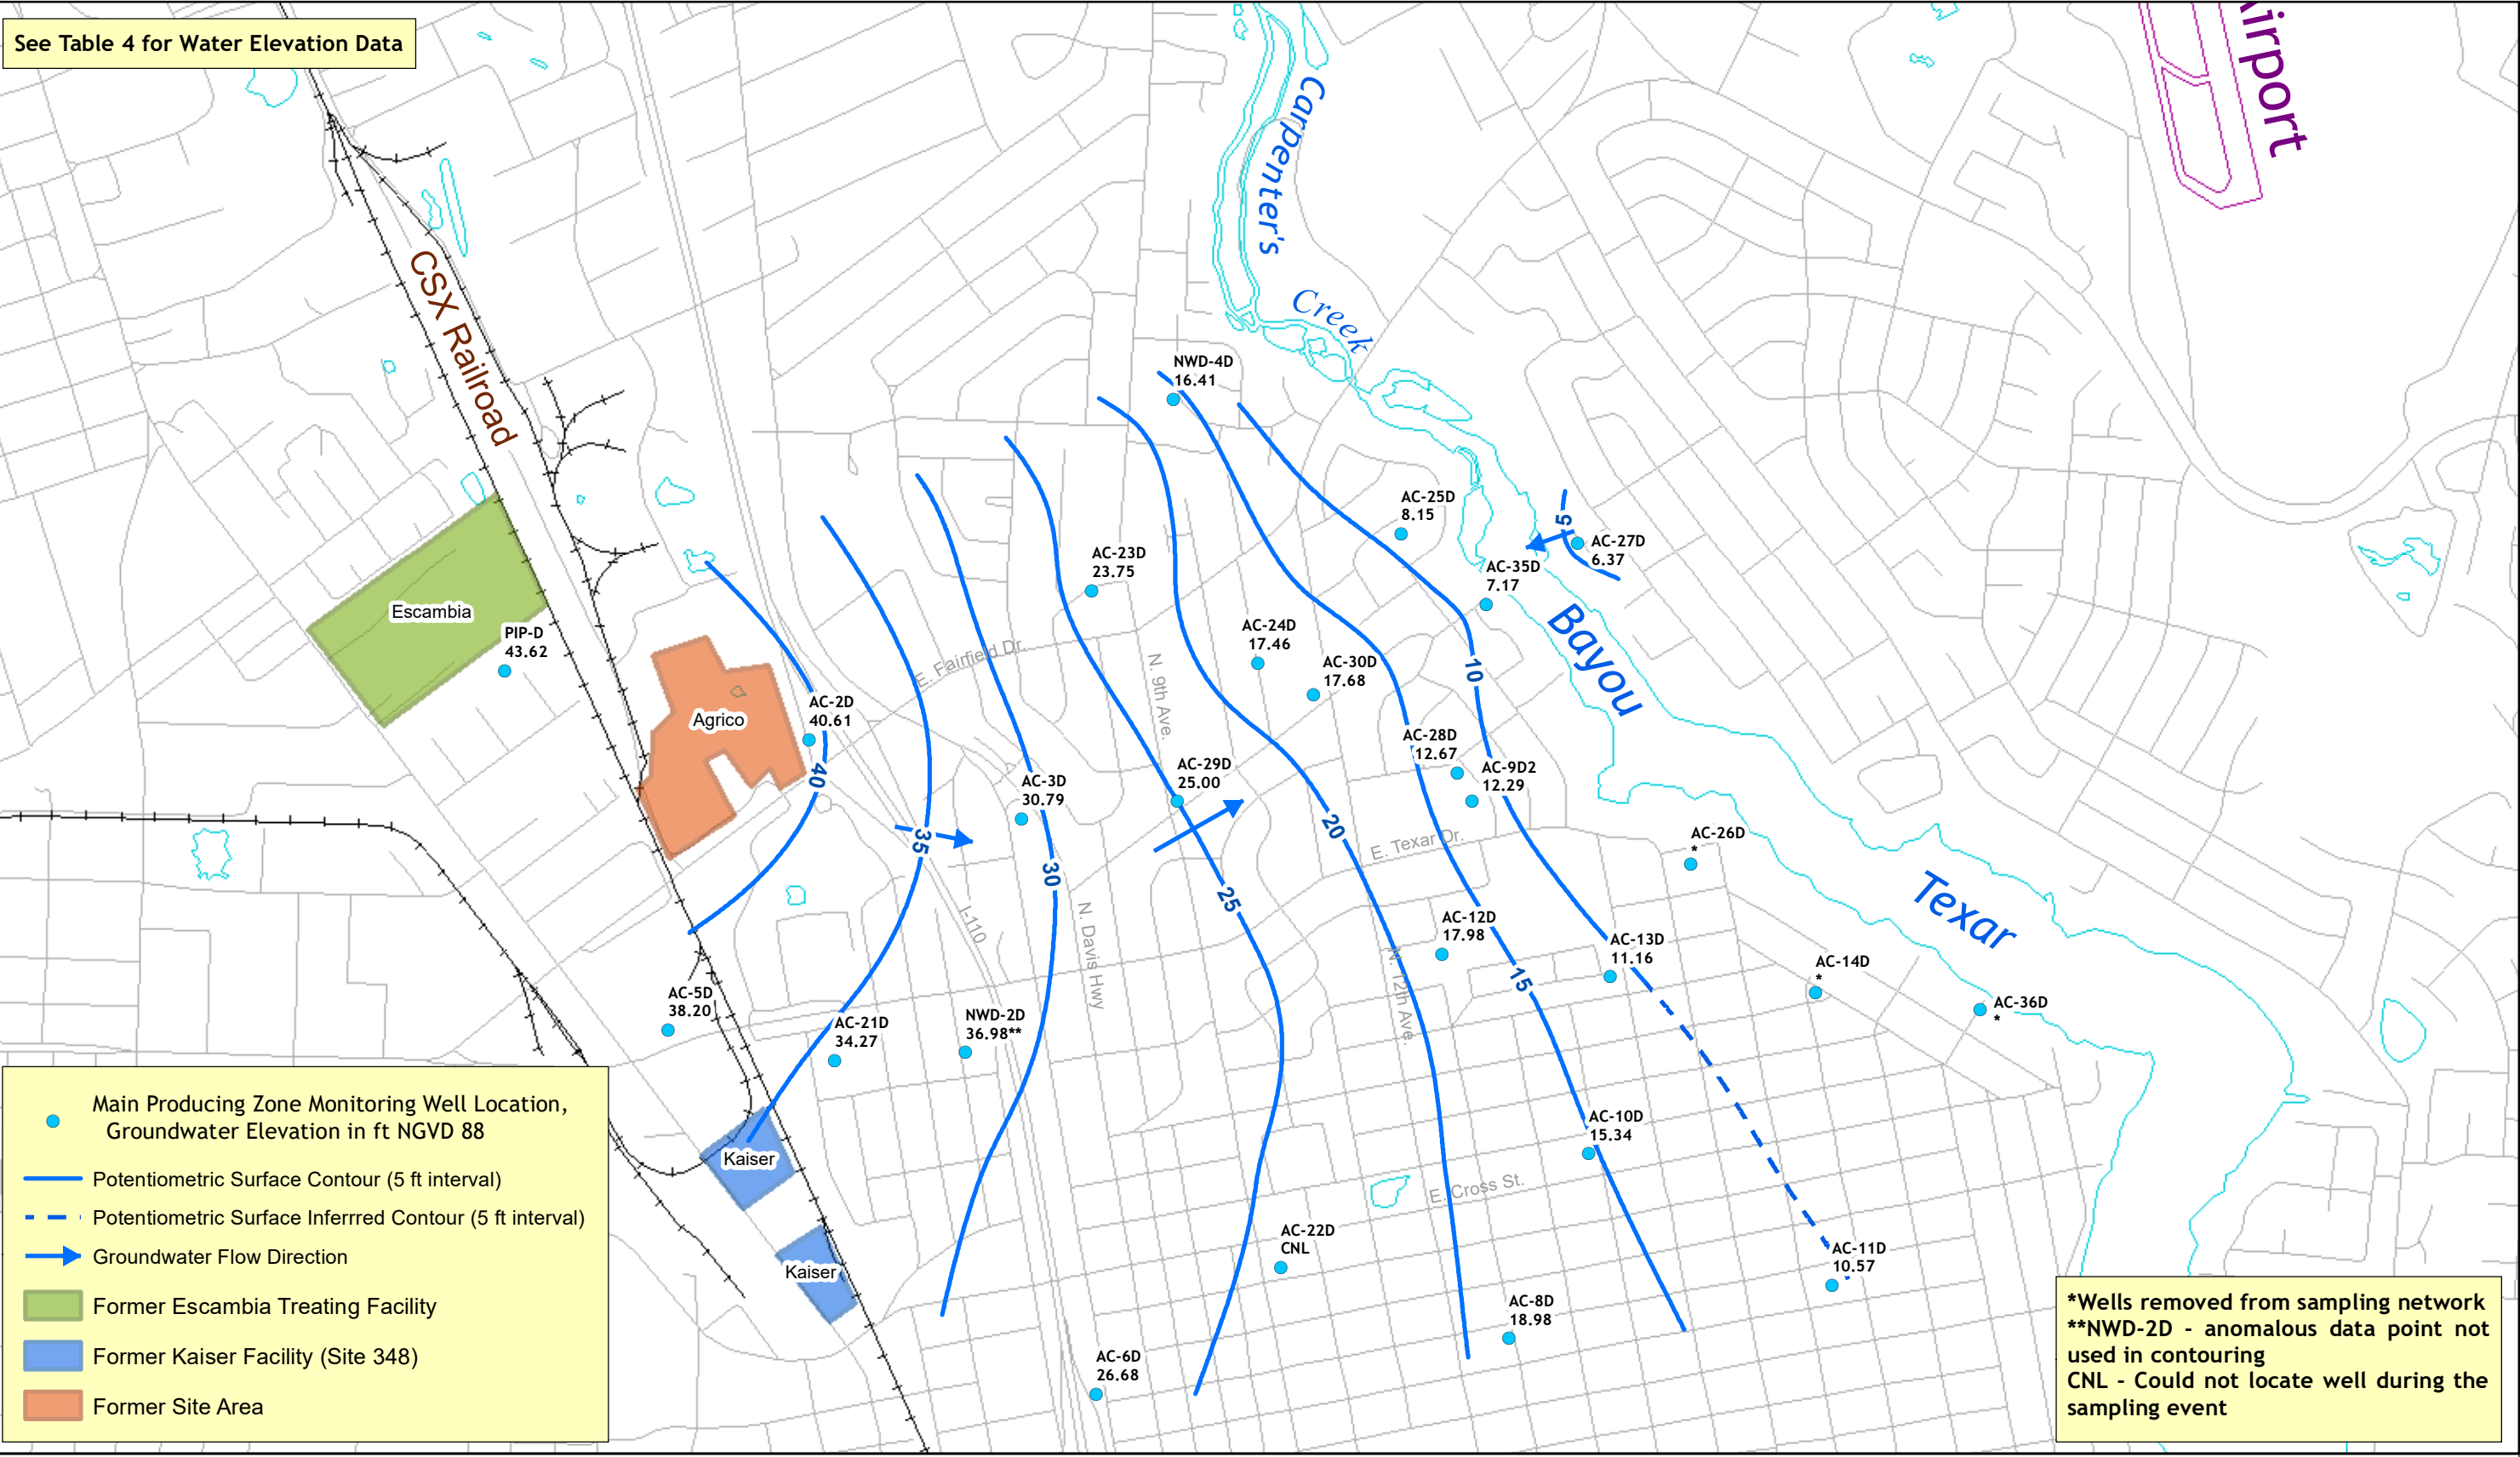 See Table 4 for Water Elevation Data
Airport
Carpenter's
Creek
CSX Railroad
NWD-4D
16.41
AC-25D
8.15
AC-27D
6.37
5
AC-23D
23.75
AC-35D
7.17
Escambia
PIP-D
43.62
AC-24D
17.46
AC-30D
17.68
Bayou
E. Fairfield Dr.
N. 9th Ave.
10
Agrico
AC-2D
40.61
40
AC-28D
12.67
AC-9D2
12.29
AC-29D
25.00
AC-3D
30.79
35
30
25
20
E. Texar Dr.
AC-26D
*
Texar
I-110
N. Davis Hwy
AC-12D
17.98
N. 12th Ave.
15
AC-13D
11.16
AC-14D
*
AC-36D
*
AC-5D
38.20
AC-21D
34.27
NWD-2D
36.98**
AC-10D
15.34
Kaiser
E. Cross St.
AC-22D
CNL
AC-11D
10.57
Kaiser
AC-8D
18.98
AC-6D
26.68
Main Producing Zone Monitoring Well Location,
Groundwater Elevation in ft NGVD 88
Potentiometric Surface Contour (5 ft interval)
Potentiometric Surface Inferrred Contour (5 ft interval)
Groundwater Flow Direction
Former Escambia Treating Facility
Former Kaiser Facility (Site 348)
Former Site Area
*Wells removed from sampling network
**NWD-2D - anomalous data point not
used in contouring
CNL - Could not locate well during the
sampling event